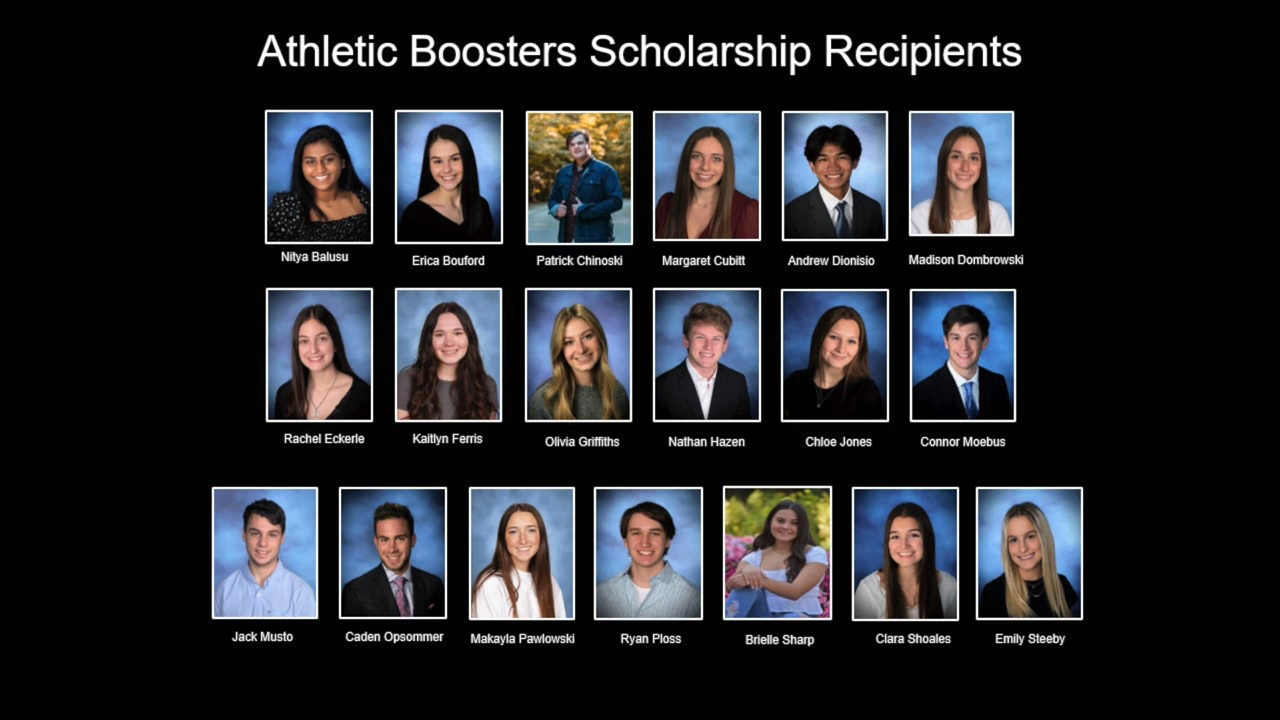 Athletic Boosters Scholarship Recipients
Nitya Balusu
Erica Bouford
Patrick Chinoski
Margaret Cubitt
Andrew Dionisio
Madison Dombrowski
Rachel Eckerle
Kaitlyn Ferris
Olivia Griffiths
Nathan Hazen
Chloe Jones
Connor Moebus
Jack Musto
Caden Opsommer
Makayla Pawlowski
Ryan Ploss
Brielle Sharp
Clara Shoales
Emily Steeby